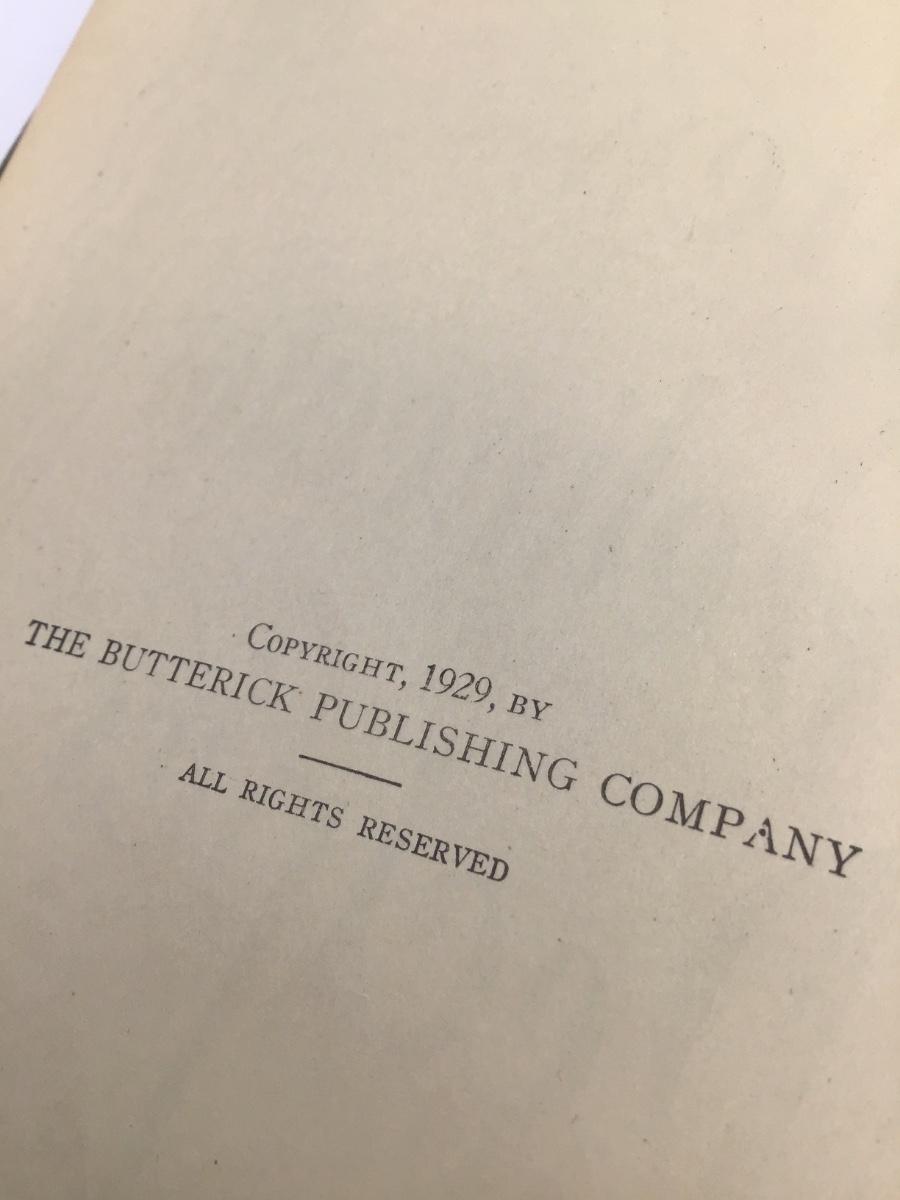 COPYRIGHT, 1929, BY
THE BUTTERICK PUBLISHING COMPANY
ALL RIGHTS RESERVED